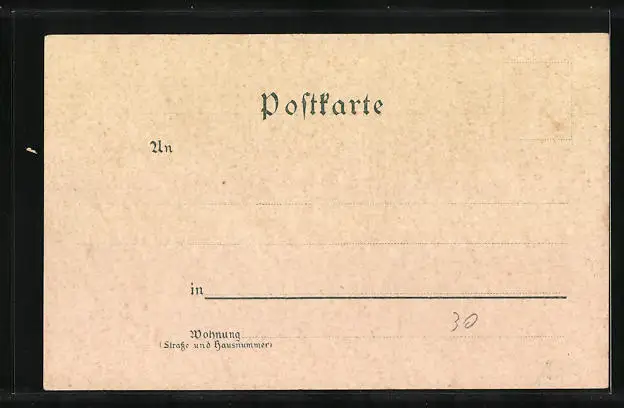 Postkarte
An
in
30
Wohnung
(Straße und Hausnummer)